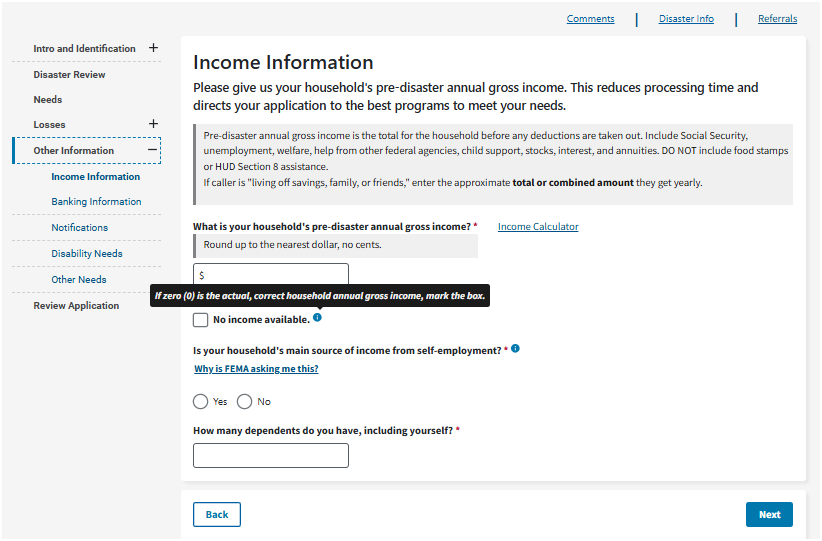 Comments | Disaster Info | Referrals
Intro and Identification +
Disaster Review
Needs
Losses +
Other Information −
Income Information
Banking Information
Notifications
Disability Needs
Other Needs
Review Application
Income Information
Please give us your household's pre-disaster annual gross income. This reduces processing time and
directs your application to the best programs to meet your needs.
Pre-disaster annual gross income is the total for the household before any deductions are taken out. Include Social Security,
unemployment, welfare, help from other federal agencies, child support, stocks, interest, and annuities. DO NOT include food stamps
or HUD Section 8 assistance.
If caller is "living off savings, family, or friends," enter the approximate total or combined amount they get yearly.
What is your household's pre-disaster annual gross income? * Income Calculator
Round up to the nearest dollar, no cents.
$
If zero (0) is the actual, correct household annual gross income, mark the box.
No income available. i
Is your household's main source of income from self-employment? * i
Why is FEMA asking me this?
Yes No
How many dependents do you have, including yourself? *
Back Next